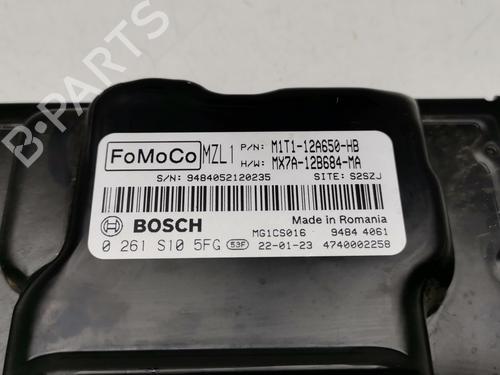 FoMoCo MZL1 P/N: M1T1-12A650-HB
H/W: MX7A-12B684-MA
S/N: 9484052120235 SITE: S2SZJ
BOSCH Made in Romania
MG1CS016 9484 4061
0 261 S10 5FG 53F 22-01-23 4740002258
B-PARTS